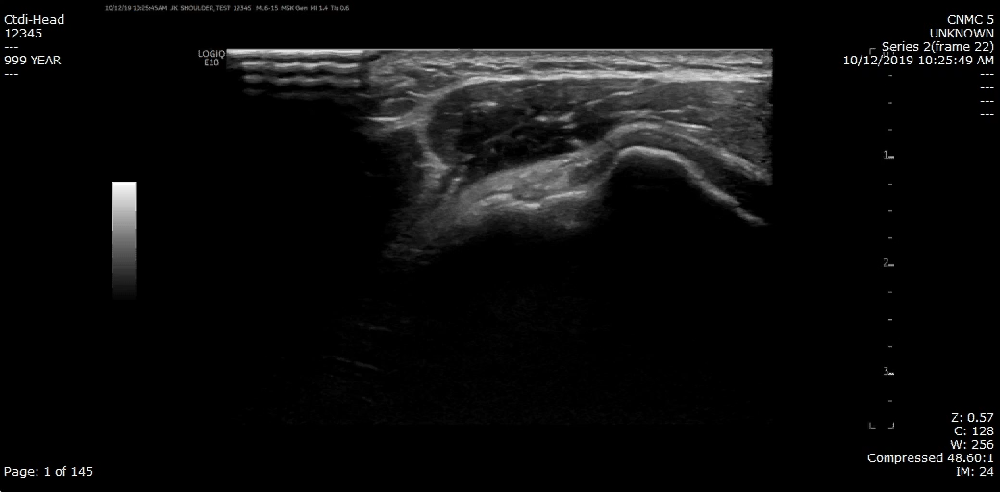 10/12/19 10:25:45AM JK SHOULDER,TEST 12345 ML6-15 MSK Gen MI 1.4 TIs 0.6
Ctdi-Head
12345
---
999 YEAR
---
CNMC 5
UNKNOWN
Series 2(frame 22)
10/12/2019 10:25:49 AM
---
---
---
---
LOGIQ
E10
1
2
3
Z: 0.57
C: 128
W: 256
Compressed 48.60:1
IM: 24
Page: 1 of 145